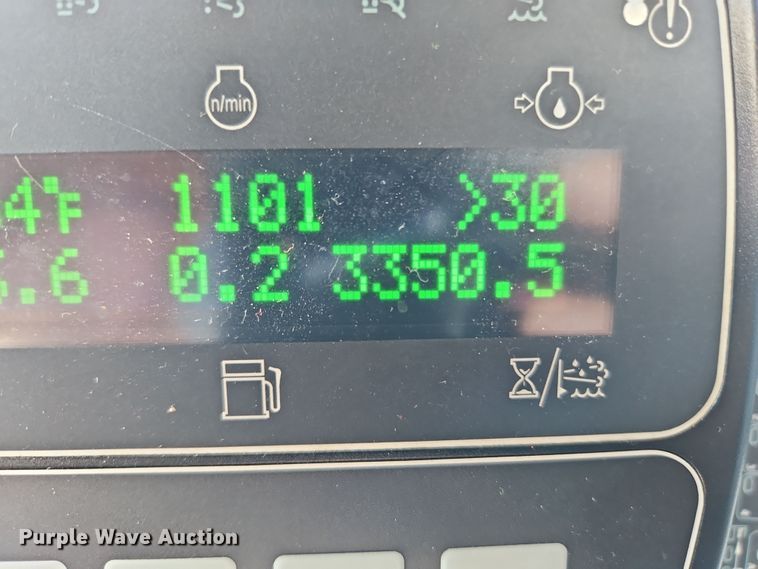 n/min
4°F 1101 >30
.6 0.2 3350.5
Purple Wave Auction